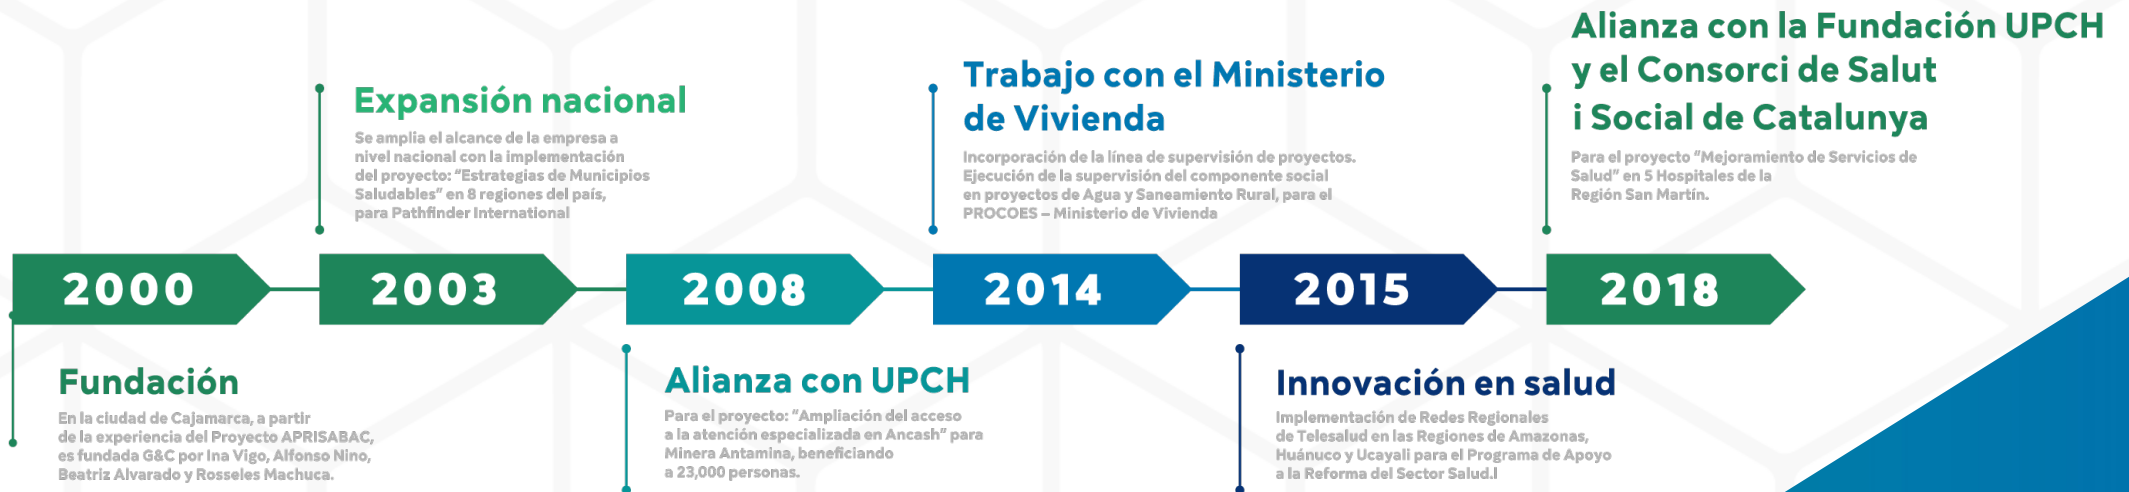 2000
Fundación
En la ciudad de Cajamarca, a partir
de la experiencia del Proyecto APRISABAC,
es fundada G&C por Ina Vigo, Alfonso Nino,
Beatriz Alvarado y Rosseles Machuca.
Expansión nacional
Se amplia el alcance de la empresa a
nivel nacional con la implementación
del proyecto: "Estrategias de Municipios
Saludables" en 8 regiones del país,
para Pathfinder International
2003
2008
Alianza con UPCH
Para el proyecto: "Ampliación del acceso
a la atención especializada en Ancash" para
Minera Antamina, beneficiando
a 23,000 personas.
Trabajo con el Ministerio
de Vivienda
Incorporación de la línea de supervisión de proyectos.
Ejecución de la supervisión del componente social
en proyectos de Agua y Saneamiento Rural, para el
PROCOES – Ministerio de Vivienda
2014
2015
Innovación en salud
Implementación de Redes Regionales
de Telesalud en las Regiones de Amazonas,
Huánuco y Ucayali para el Programa de Apoyo
a la Reforma del Sector Salud.l
Alianza con la Fundación UPCH
y el Consorci de Salut
i Social de Catalunya
Para el proyecto "Mejoramiento de Servicios de
Salud" en 5 Hospitales de la
Región San Martín.
2018